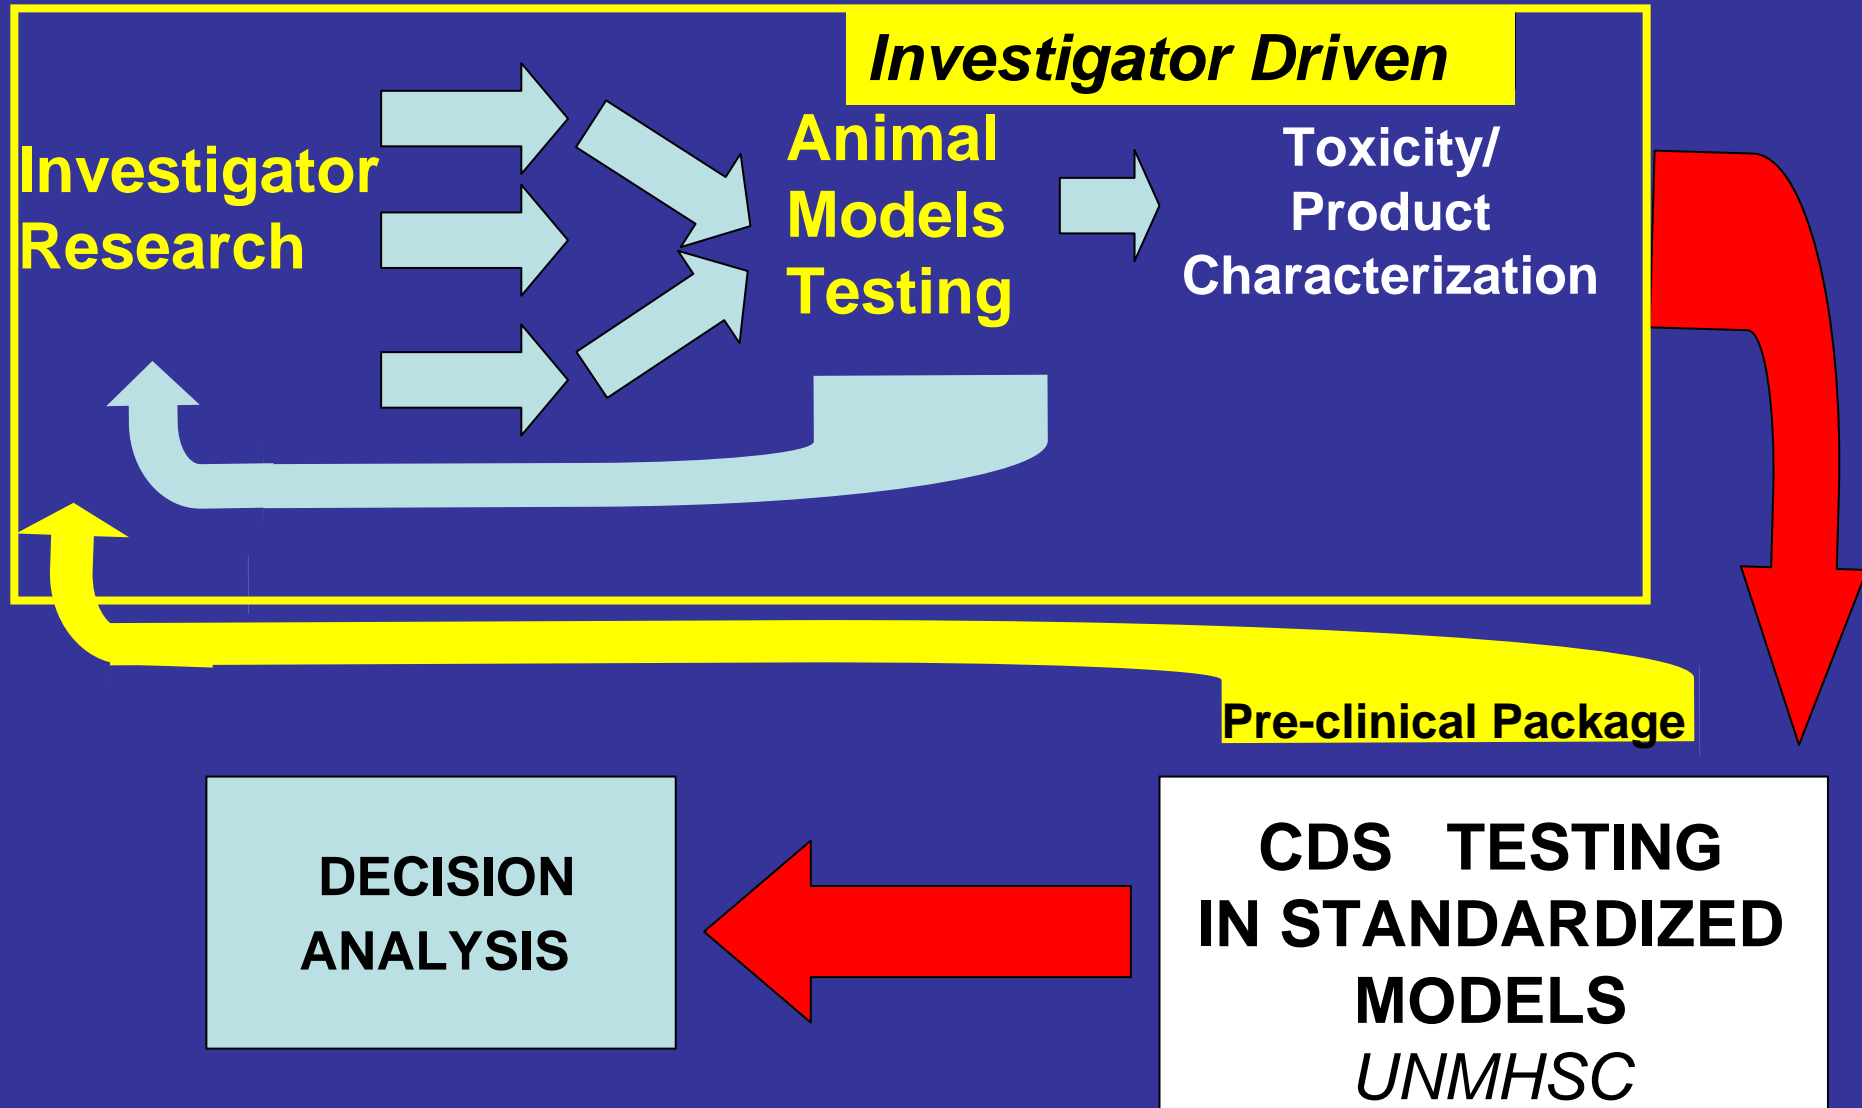 Investigator Driven
Investigator
Research
Animal
Models
Testing
Toxicity/
Product
Characterization
Pre-clinical Package
DECISION
ANALYSIS
CDS TESTING
IN STANDARDIZED
MODELS
UNMHSC